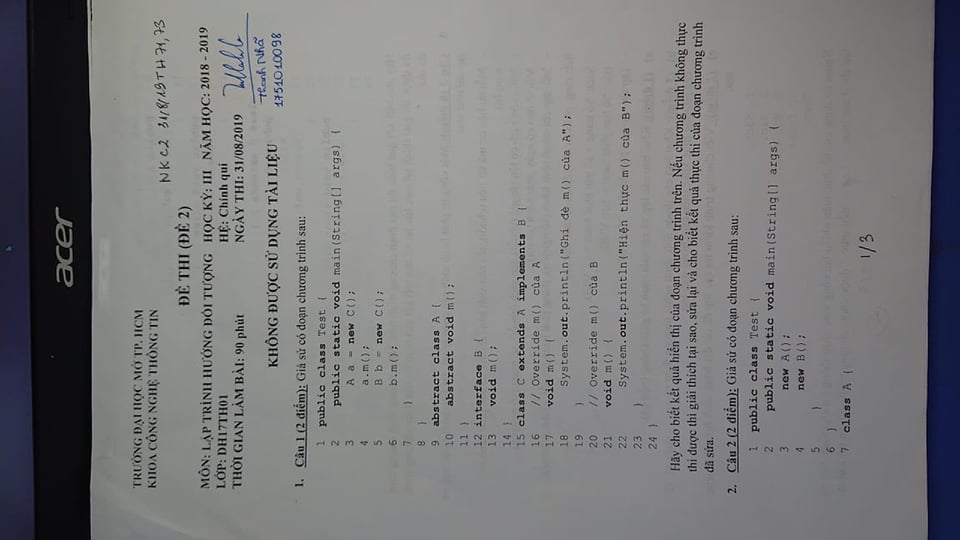 acer
TRƯỜNG ĐẠI HỌC MỞ TP. HCM
KHOA CÔNG NGHỆ THÔNG TIN
NKC2 31/8/19 TH71,73
ĐỀ THI (ĐỀ 2)
MÔN: LẬP TRÌNH HƯỚNG ĐỐI TƯỢNG HỌC KỲ: III NĂM HỌC: 2018 - 2019
LỚP: DH17TH01 HỆ: Chính qui
THỜI GIAN LÀM BÀI: 90 phút NGÀY THI: 31/08/2019
Thanh Nhã
1751010098
KHÔNG ĐƯỢC SỬ DỤNG TÀI LIỆU
1. Câu 1 (2 điểm): Giả sử có đoạn chương trình sau:
1 public class Test {
2 public static void main(String[] args) {
3 A a = new C();
4 a.m();
5 B b = new C();
6 b.m();
7 }
8 }
9 abstract class A {
10 abstract void m();
11 }
12 interface B {
13 void m();
14 }
15 class C extends A implements B {
16 // Override m() của A
17 void m() {
18 System.out.println("Ghi đè m() của A");
19 }
20 // Override m() của B
21 void m() {
22 System.out.println("Hiện thực m() của B");
23 }
24 }
Hãy cho biết kết quả hiển thị của đoạn chương trình trên. Nếu chương trình không thực
thi được thì giải thích tại sao, sửa lại và cho biết kết quả thực thi của đoạn chương trình
đã sửa.
2. Câu 2 (2 điểm): Giả sử có đoạn chương trình sau:
1 public class Test {
2 public static void main(String[] args) {
3 new A();
4 new B();
5 }
6 }
7 class A {
1/3